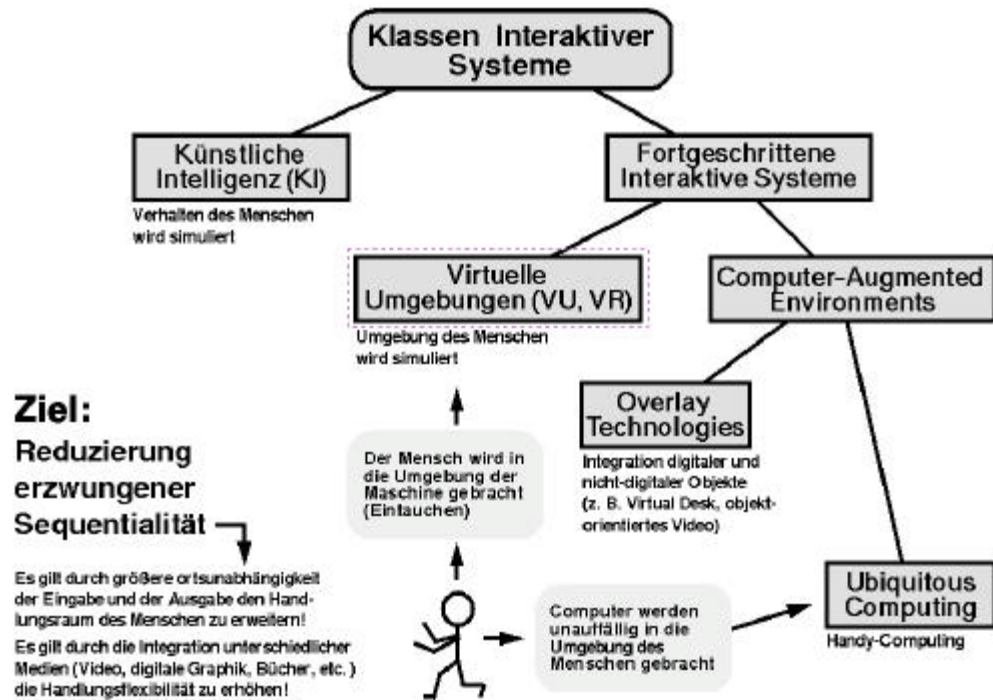 Klassen Interaktiver
Systeme
Künstliche
Intelligenz (KI)
Verhalten des Menschen
wird simuliert
Fortgeschrittene
Interaktive Systeme
Virtuelle
Umgebungen (VU, VR)
Umgebung des Menschen
wird simuliert
Computer-Augmented
Environments
Overlay
Technologies
Integration digitaler und
nicht-digitaler Objekte
(z. B. Virtual Desk, objekt-
orientiertes Video)
Ziel:
Reduzierung
erzwungener
Sequentialität
Es gilt durch größere ortsunabhängigkeit
der Eingabe und der Ausgabe den Hand-
lungsraum des Menschen zu erweitern!
Es gilt durch die Integration unterschiedlicher
Medien (Video, digitale Graphik, Bücher, etc. )
die Handlungsflexibilität zu erhöhen!
Der Mensch wird in
die Umgebung der
Maschine gebracht
(Eintauchen)
Computer werden
unauffällig in die
Umgebung des
Menschen gebracht
Ubiquitous
Computing
Handy-Computing